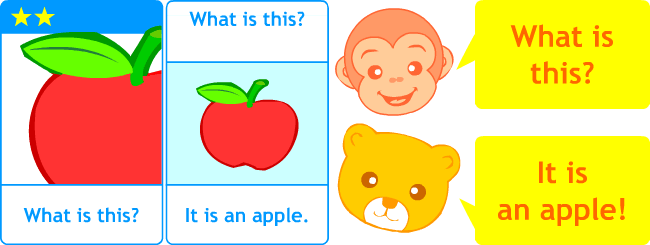 What is this?
What is this?
It is an apple.
What is
this?
It is
an apple!